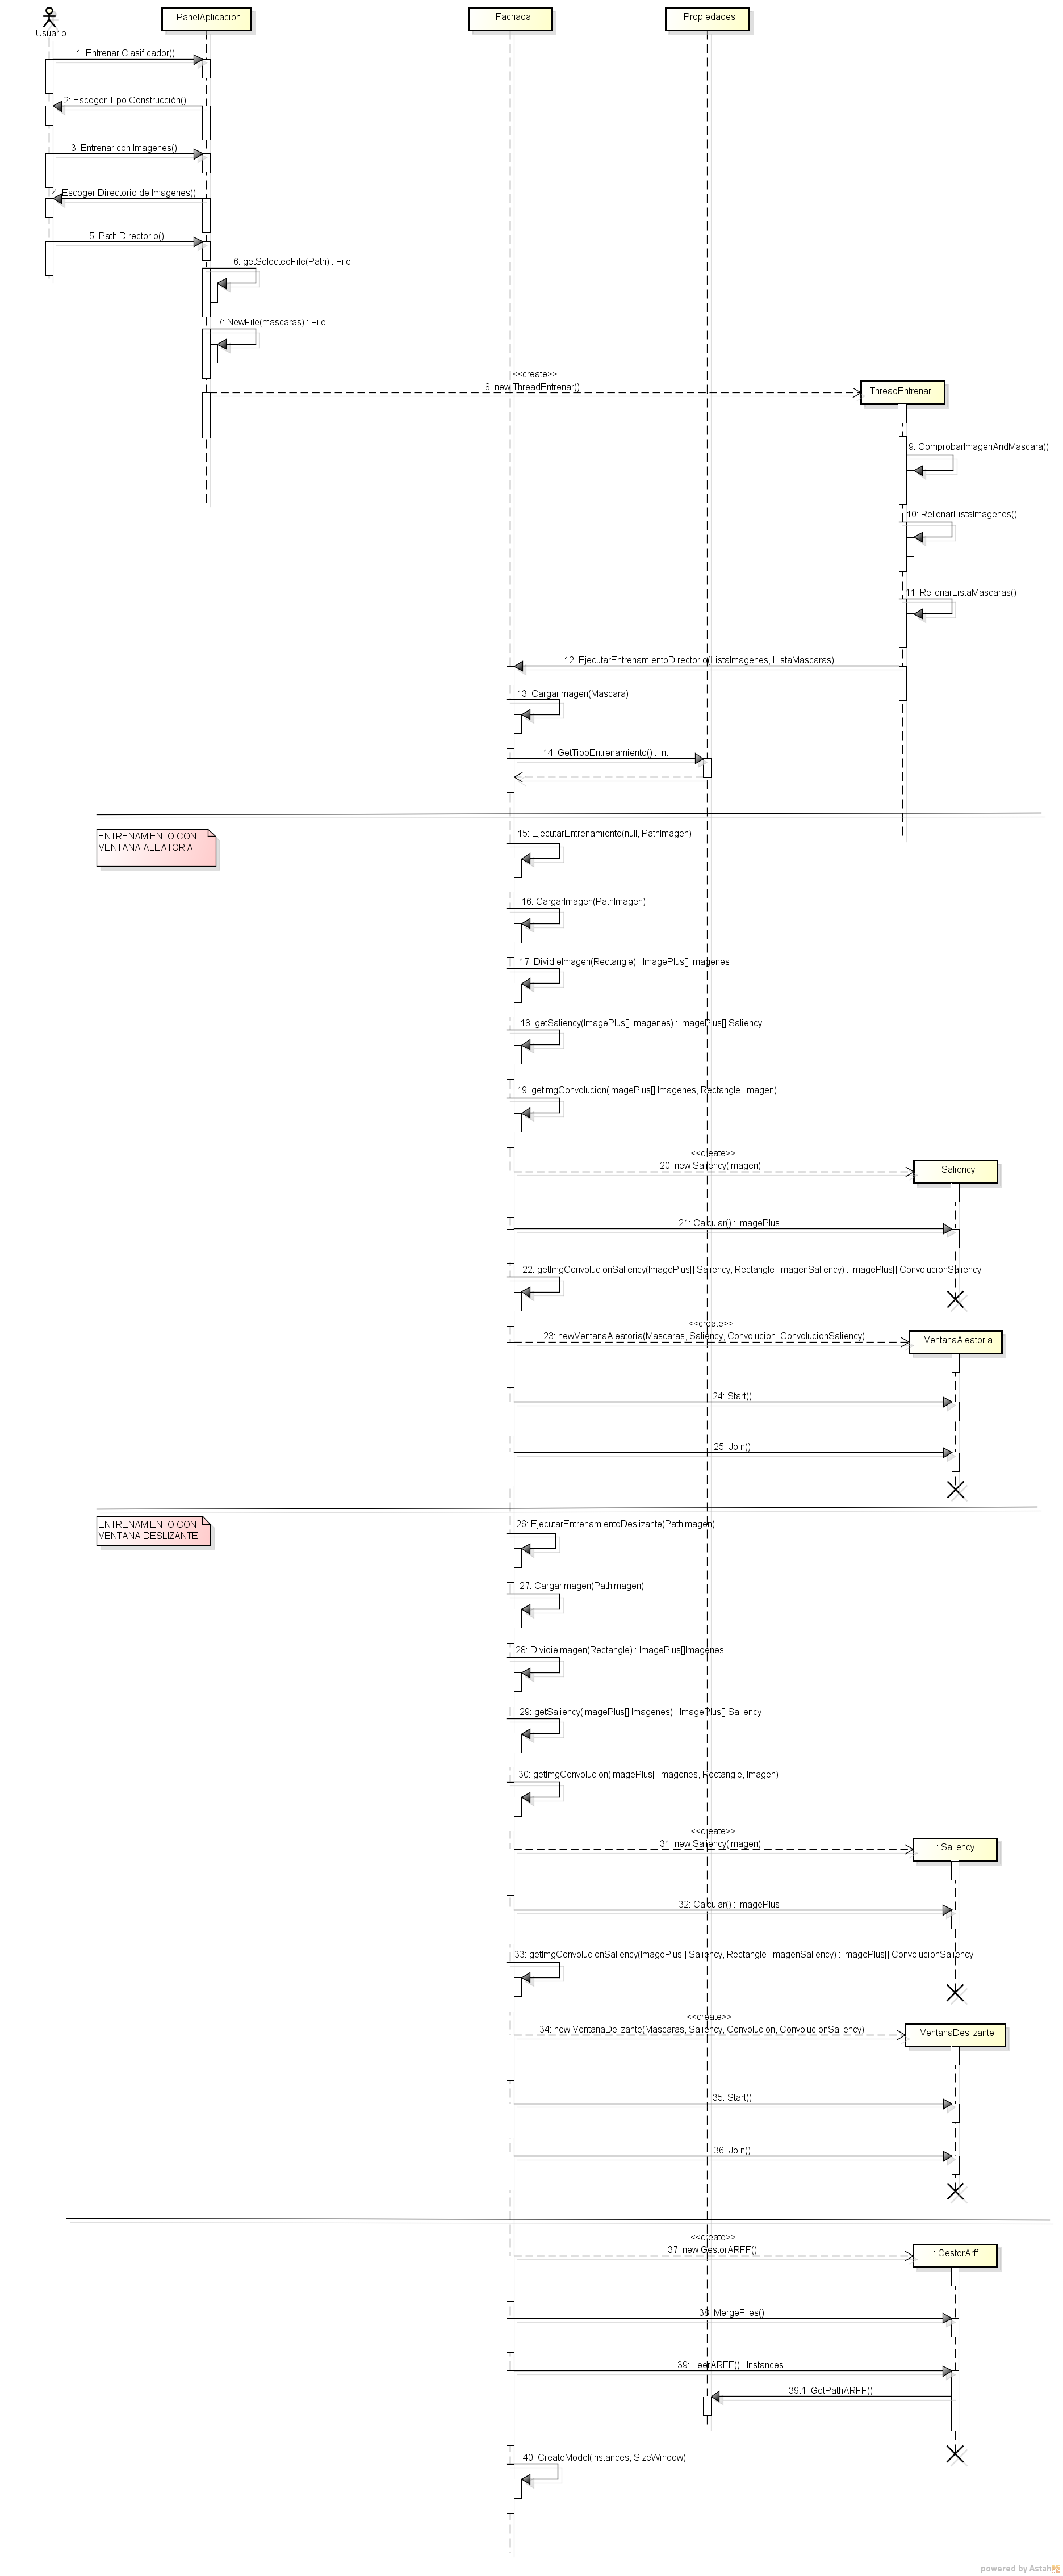 : Usuario
: PanelAplicacion
: Fachada
: Propiedades
1: Entrenar Clasificador()
2: Escoger Tipo Construcción()
3: Entrenar con Imagenes()
4: Escoger Directorio de Imagenes()
5: Path Directorio()
6: getSelectedFile(Path) : File
7: NewFile(mascaras) : File
<<create>>
8: new ThreadEntrenar()
ThreadEntrenar
9: ComprobarImagenAndMascara()
10: RellenarListaImagenes()
11: RellenarListaMascaras()
12: EjecutarEntrenamientoDirectorio(ListaImagenes, ListaMascaras)
13: CargarImagen(Mascara)
14: GetTipoEntrenamiento() : int
ENTRENAMIENTO CON
VENTANA ALEATORIA
15: EjecutarEntrenamiento(null, PathImagen)
16: CargarImagen(PathImagen)
17: DividieImagen(Rectangle) : ImagePlus[] Imagenes
18: getSaliency(ImagePlus[] Imagenes) : ImagePlus[] Saliency
19: getImgConvolucion(ImagePlus[] Imagenes, Rectangle, Imagen)
<<create>>
20: new Saliency(Imagen)
: Saliency
21: Calcular() : ImagePlus
22: getImgConvolucionSaliency(ImagePlus[] Saliency, Rectangle, ImagenSaliency) : ImagePlus[] ConvolucionSaliency
<<create>>
23: newVentanaAleatoria(Mascaras, Saliency, Convolucion, ConvolucionSaliency)
: VentanaAleatoria
24: Start()
25: Join()
ENTRENAMIENTO CON
VENTANA DESLIZANTE
26: EjecutarEntrenamientoDeslizante(PathImagen)
27: CargarImagen(PathImagen)
28: DividieImagen(Rectangle) : ImagePlus[]Imagenes
29: getSaliency(ImagePlus[] Imagenes) : ImagePlus[] Saliency
30: getImgConvolucion(ImagePlus[] Imagenes, Rectangle, Imagen)
<<create>>
31: new Saliency(Imagen)
: Saliency
32: Calcular() : ImagePlus
33: getImgConvolucionSaliency(ImagePlus[] Saliency, Rectangle, ImagenSaliency) : ImagePlus[] ConvolucionSaliency
<<create>>
34: new VentanaDelizante(Mascaras, Saliency, Convolucion, ConvolucionSaliency)
: VentanaDeslizante
35: Start()
36: Join()
<<create>>
37: new GestorARFF()
: GestorArff
38: MergeFiles()
39: LeerARFF() : Instances
39.1: GetPathARFF()
40: CreateModel(Instances, SizeWindow)
powered by Astah